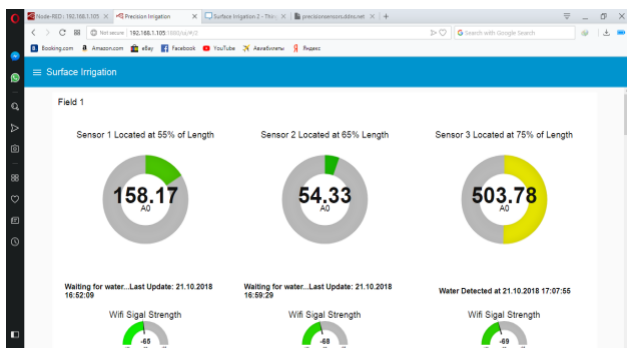 Node-RED : 192.168.1.105
Precision Irrigation
Surface Irrigation 2 - Thin
precisionsensors.ddns.net
Not secure 192.168.1.105:1880/ui/#/0
Search with Google Search
Booking.com Amazon.com eBay Facebook YouTube Авиабилеты Яндекс
Surface Irrigation
Field 1
Sensor 1 Located at 55% of Length
Sensor 2 Located at 65% Length
Sensor 3 Located at 75% of Length
158.17
A0
54.33
A0
503.78
A0
Waiting for water...Last Update: 21.10.2018
16:52:09
Waiting for water...Last Update: 21.10.2018
16:59:29
Water Detected at 21.10.2018 17:07:55
Wifi Sigal Strength
Wifi Sigal Strength
Wifi Sigal Strength
-65
-68
-69